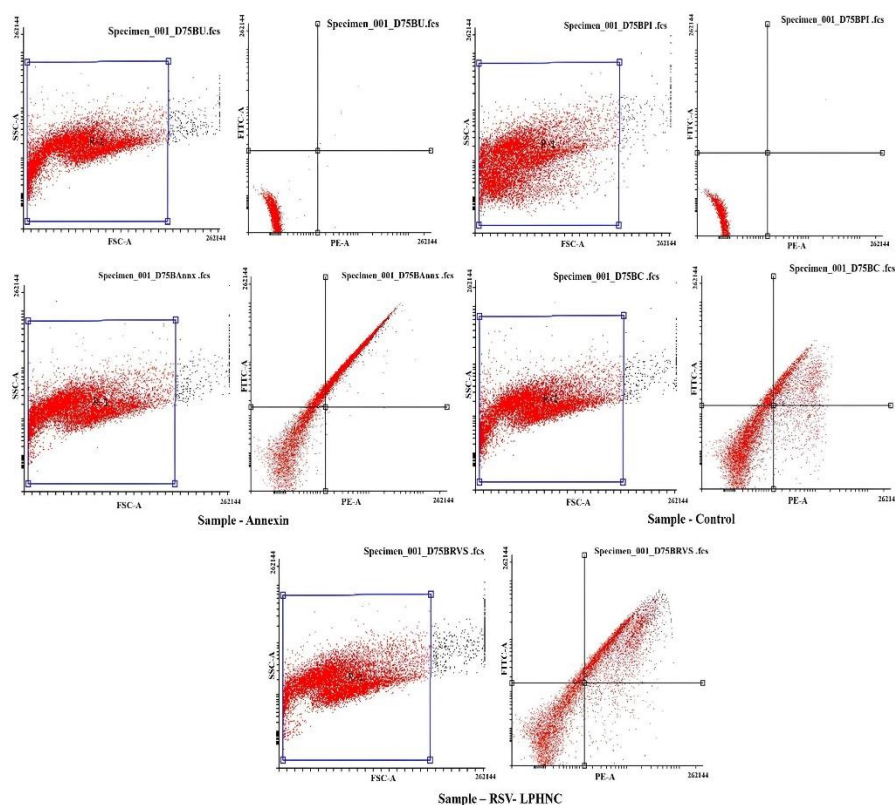 Specimen_001_D75BU.fcs
262144
SSC-A
FSC-A
262144
Specimen_001_D75BU.fcs
262144
FITC-A
PE-A
262144
Specimen_001_D75BPI .fcs
262144
SSC-A
FSC-A
262144
Specimen_001_D75BPI .fcs
262144
FITC-A
PE-A
262144
Specimen_001_D75BAnnx .fcs
262144
SSC-A
FSC-A
262144
Specimen_001_D75BAnnx .fcs
262144
FITC-A
PE-A
262144
Sample - Annexin
Specimen_001_D75BC .fcs
262144
SSC-A
FSC-A
262144
Specimen_001_D75BC .fcs
262144
FITC-A
PE-A
26214
Sample - Control
Specimen_001_D75BRVS .fcs
262144
SSC-A
FSC-A
262144
Specimen_001_D75BRVS .fcs
262144
FITC-A
PE-A
262144
Sample – RSV- LPHNC